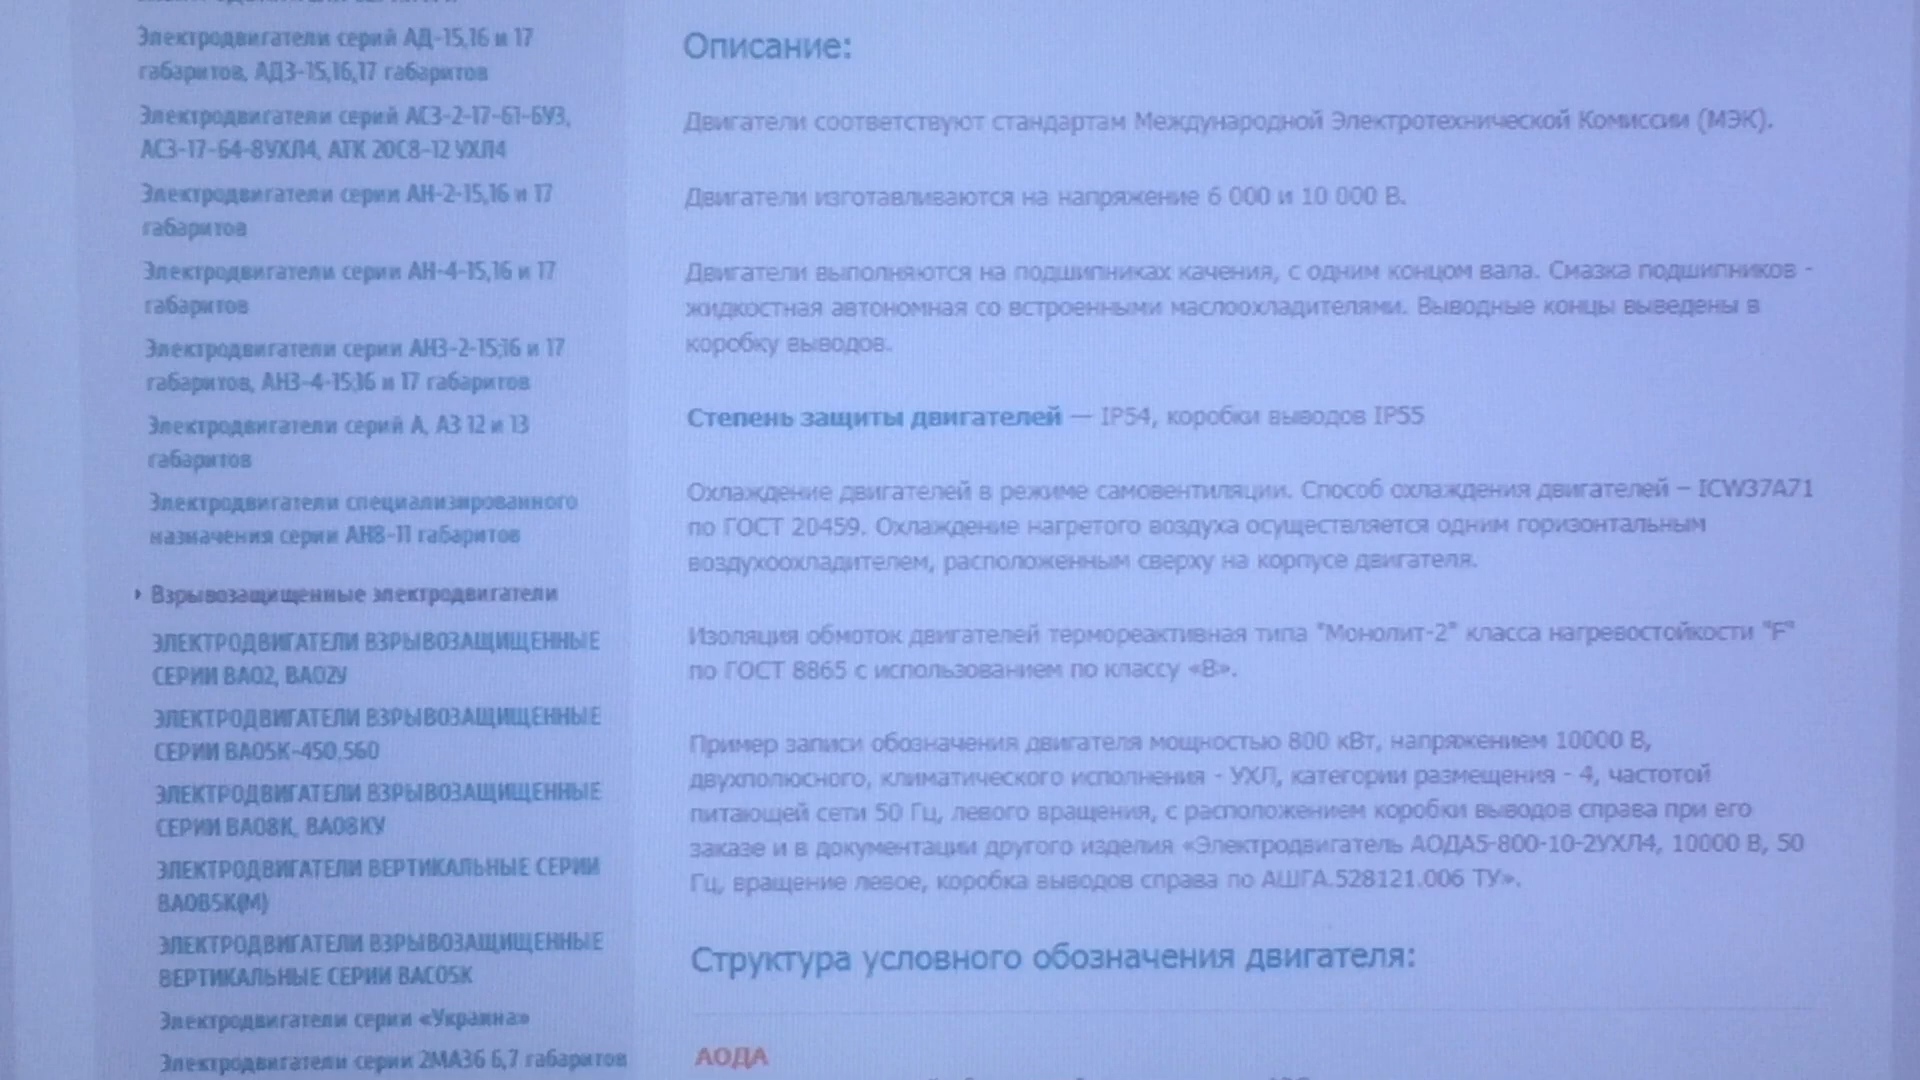 Электродвигатели серий АД-15,16 и 17
габаритов, АДЗ-15,16,17 габаритов
Электродвигатели серий АСЗ-2-17-61-6УЗ,
АСЗ-17-64-8УХЛ4, АТК 20С8-12 УХЛ4
Электродвигатели серии АН-2-15,16 и 17
габаритов
Электродвигатели серии АН-4-15,16 и 17
габаритов
Электродвигатели серии АНЗ-2-15,16 и 17
габаритов, АНЗ-4-15,16 и 17 габаритов
Электродвигатели серий А, АЗ 12 и 13
габаритов
Электродвигатели специализированного
назначения серии АН8-11 габаритов
Взрывозащищенные электродвигатели
ЭЛЕКТРОДВИГАТЕЛИ ВЗРЫВОЗАЩИЩЕННЫЕ
СЕРИИ ВАО2, ВАО2У
ЭЛЕКТРОДВИГАТЕЛИ ВЗРЫВОЗАЩИЩЕННЫЕ
СЕРИИ ВАО5К-450,560
ЭЛЕКТРОДВИГАТЕЛИ ВЗРЫВОЗАЩИЩЕННЫЕ
СЕРИИ ВАО8К, ВАО8КУ
ЭЛЕКТРОДВИГАТЕЛИ ВЕРТИКАЛЬНЫЕ СЕРИИ
ВАОВ5К(М)
ЭЛЕКТРОДВИГАТЕЛИ ВЗРЫВОЗАЩИЩЕННЫЕ
ВЕРТИКАЛЬНЫЕ СЕРИИ ВАСО5К
Электродвигатели серии «Украина»
Электродвигатели серии 2МАЗ6 6,7 габаритов
Описание:
Двигатели соответствуют стандартам Международной Электротехнической Комиссии (МЭК).
Двигатели изготавливаются на напряжение 6 000 и 10 000 В.
Двигатели выполняются на подшипниках качения, с одним концом вала. Смазка подшипников -
жидкостная автономная со встроенными маслоохладителями. Выводные концы выведены в
коробку выводов.
Степень защиты двигателей — IP54, коробки выводов IP55
Охлаждение двигателей в режиме самовентиляции. Способ охлаждения двигателей – ICW37A71
по ГОСТ 20459. Охлаждение нагретого воздуха осуществляется одним горизонтальным
воздухоохладителем, расположенным сверху на корпусе двигателя.
Изоляция обмоток двигателей термореактивная типа "Монолит-2" класса нагревостойкости "F"
по ГОСТ 8865 с использованием по классу «В».
Пример записи обозначения двигателя мощностью 800 кВт, напряжением 10000 В,
двухполюсного, климатического исполнения - УХЛ, категории размещения - 4, частотой
питающей сети 50 Гц, левого вращения, с расположением коробки выводов справа при его
заказе и в документации другого изделия «Электродвигатель АОДА5-800-10-2УХЛ4, 10000 В, 50
Гц, вращение левое, коробка выводов справа по АШГА.528121.006 ТУ».
Структура условного обозначения двигателя:
АОДА